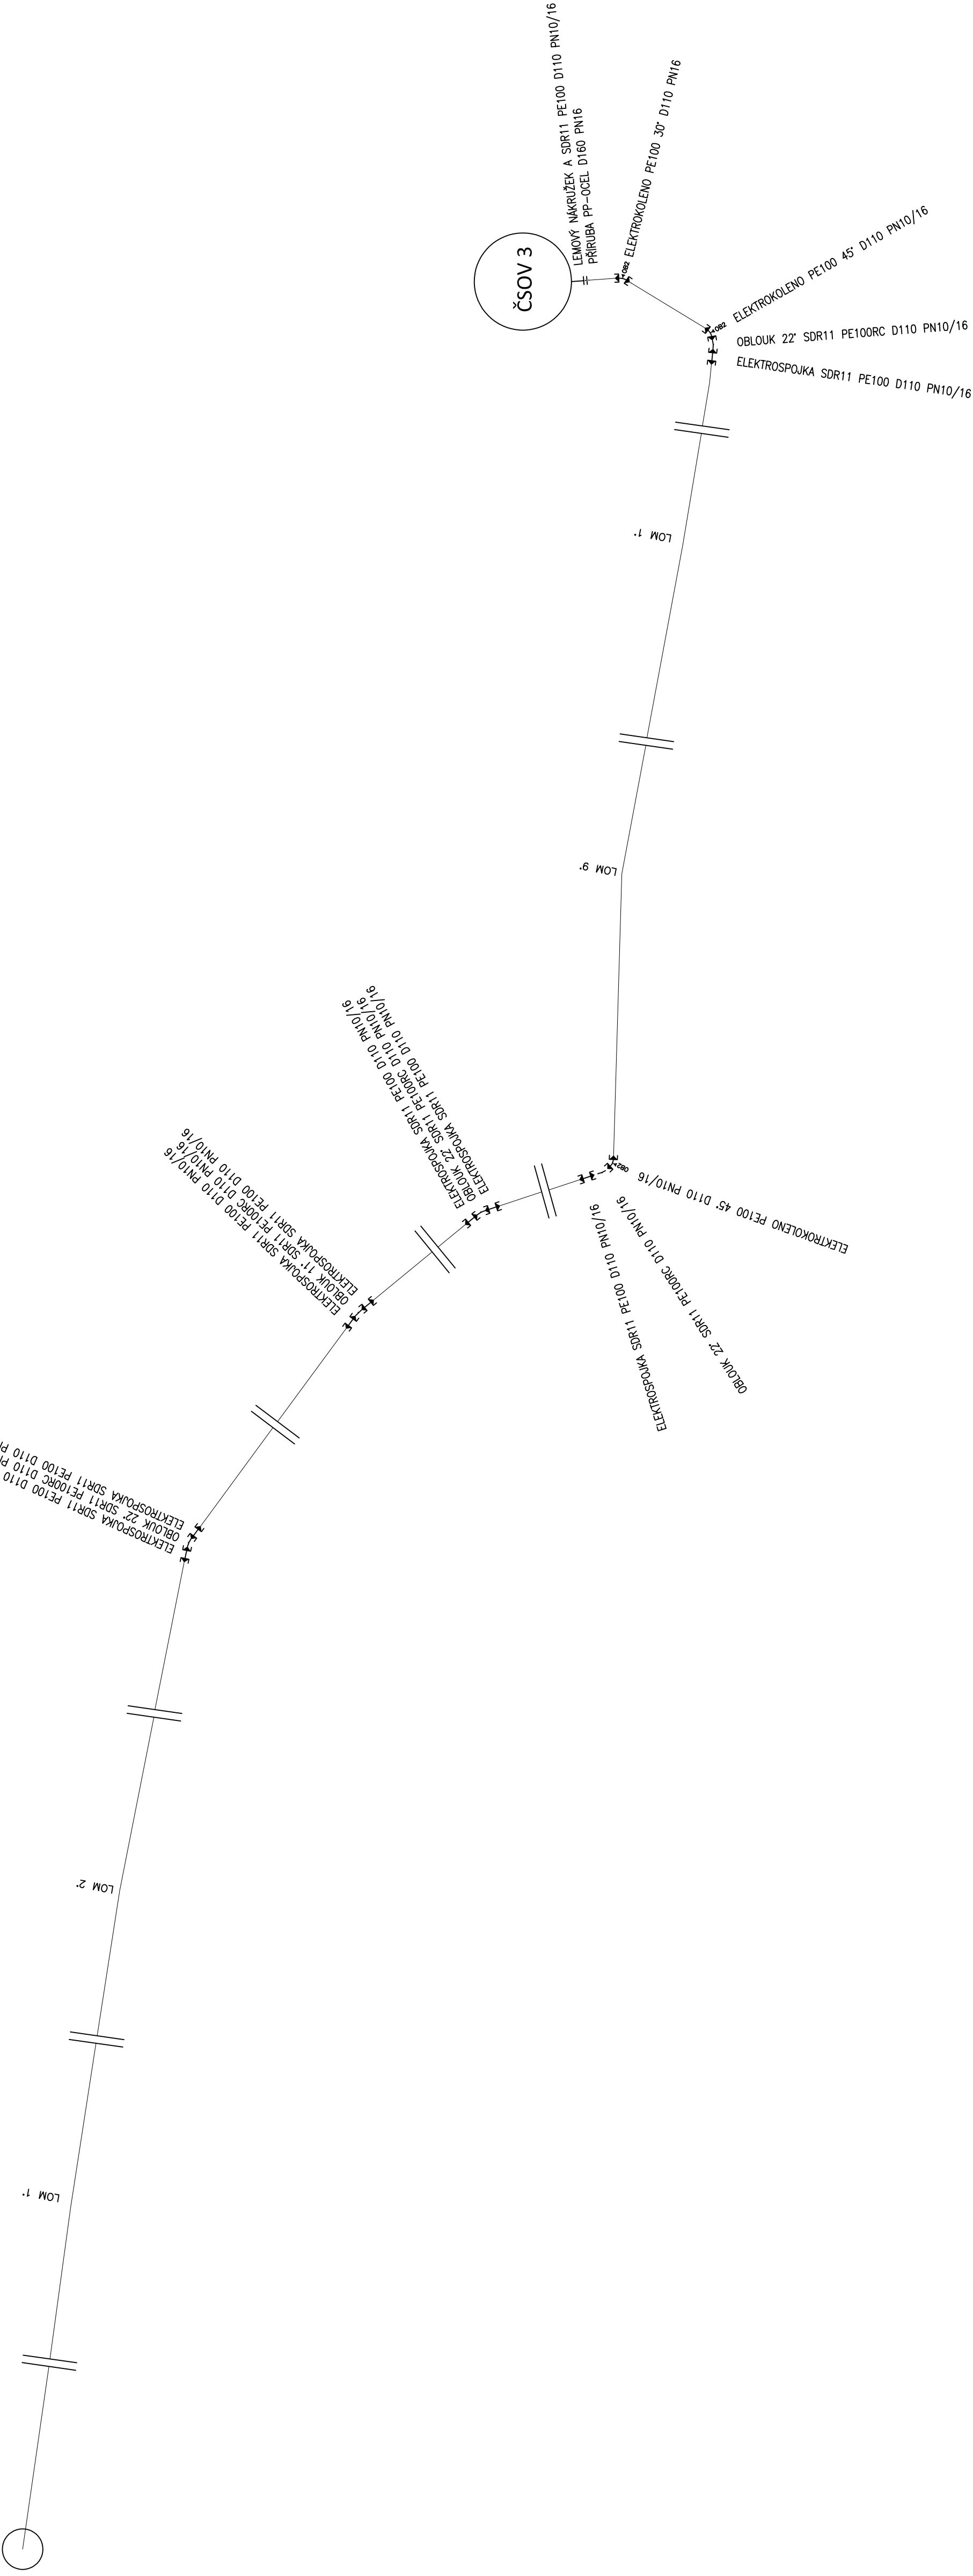 LEMOVÝ NÁKRUŽEK A SDR11 PE100 D110 PN10/16
PŘÍRUBA PP-OCEL D160 PN16
ČSOV 3
ELEKTROKOLENO PE100 30° D110 PN16
ELEKTROKOLENO PE100 45° D110 PN10/16
OBLOUK 22° SDR11 PE100RC D110 PN10/16
ELEKTROSPOJKA SDR11 PE100 D110 PN10/16
LOM 1°
LOM 9°
ELEKTROKOLENO PE100 45° D110 PN10/16
OBLOUK 22° SDR11 PE100RC D110 PN10/16
ELEKTROSPOJKA SDR11 PE100 D110 PN10/16
ELEKTROSPOJKA SDR11 PE100 D110 PN10/16
OBLOUK 22° SDR11 PE100RC D110 PN10/16
ELEKTROSPOJKA SDR11 PE100 D110 PN10/16
ELEKTROSPOJKA SDR11 PE100 D110 PN10/16
OBLOUK 11° SDR11 PE100RC D110 PN10/16
ELEKTROSPOJKA SDR11 PE100 D110 PN10/16
ELEKTROSPOJKA SDR11 PE100 D110
OBLOUK 22° SDR11 PE100RC D110
ELEKTROSPOJKA SDR11 PE100 D110
LOM 2°
LOM 1°